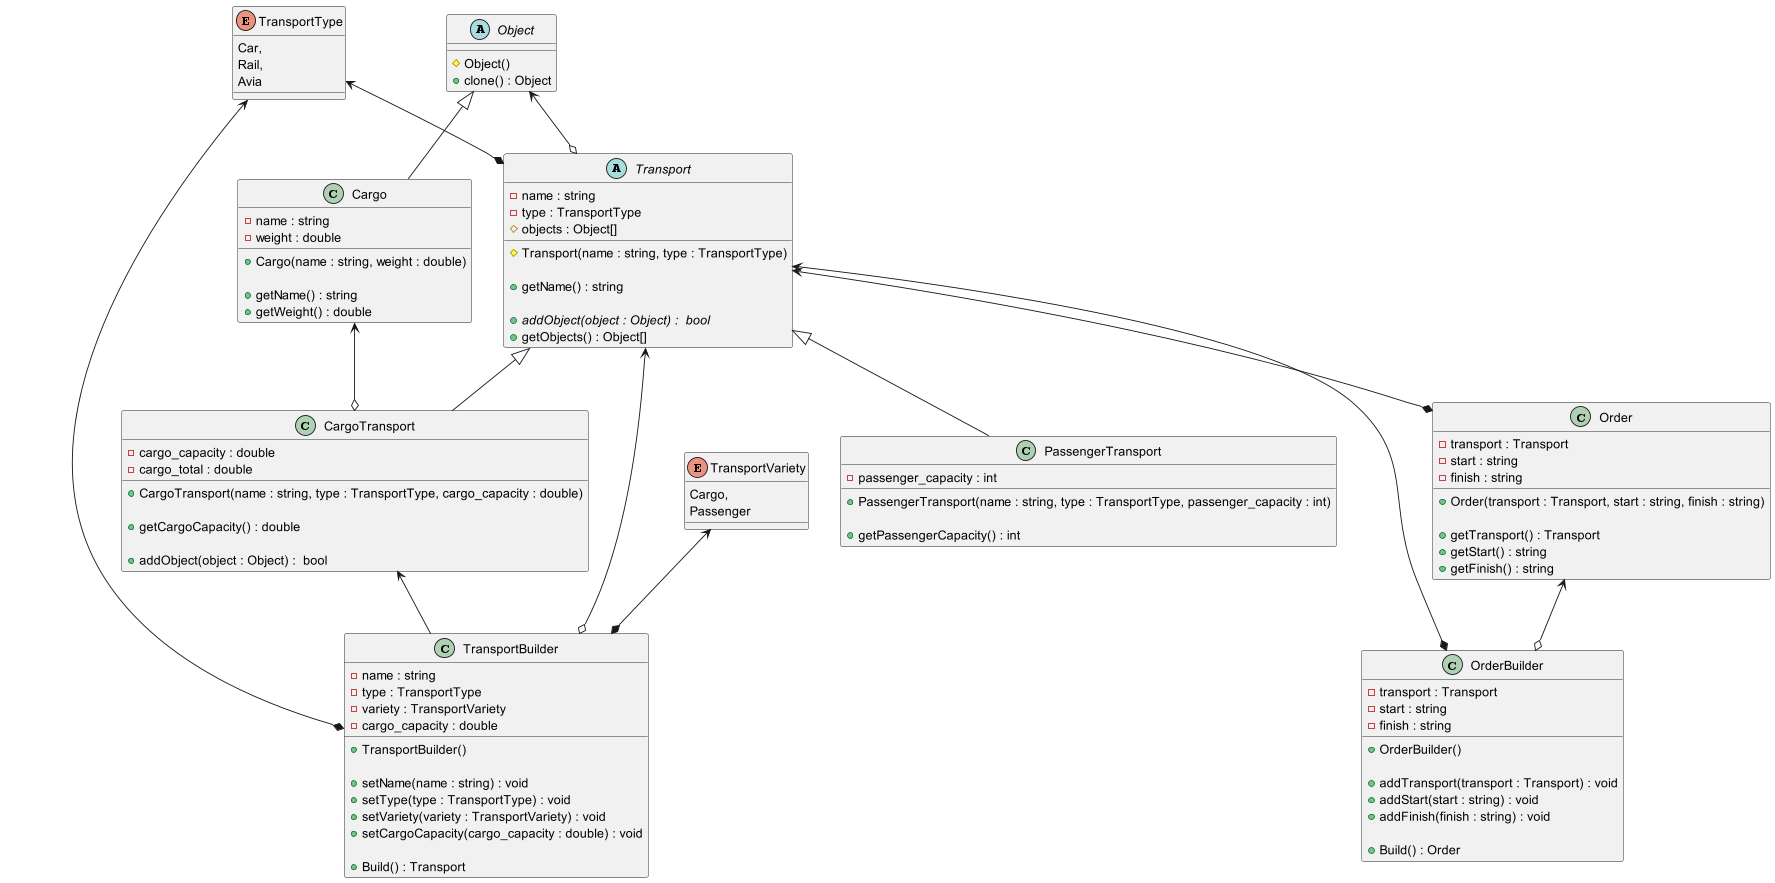 E TransportType
Car,
Rail,
Avia
A Object
Object()
clone() : Object
C Cargo
name : string
weight : double
Cargo(name : string, weight : double)
getName() : string
getWeight() : double
A Transport
name : string
type : TransportType
objects : Object[]
Transport(name : string, type : TransportType)
getName() : string
addObject(object : Object) :  bool
getObjects() : Object[]
C CargoTransport
cargo_capacity : double
cargo_total : double
CargoTransport(name : string, type : TransportType, cargo_capacity : double)
getCargoCapacity() : double
addObject(object : Object) :  bool
E TransportVariety
Cargo,
Passenger
C PassengerTransport
passenger_capacity : int
PassengerTransport(name : string, type : TransportType, passenger_capacity : int)
getPassengerCapacity() : int
C Order
transport : Transport
start : string
finish : string
Order(transport : Transport, start : string, finish : string)
getTransport() : Transport
getStart() : string
getFinish() : string
C TransportBuilder
name : string
type : TransportType
variety : TransportVariety
cargo_capacity : double
TransportBuilder()
setName(name : string) : void
setType(type : TransportType) : void
setVariety(variety : TransportVariety) : void
setCargoCapacity(cargo_capacity : double) : void
Build() : Transport
C OrderBuilder
transport : Transport
start : string
finish : string
OrderBuilder()
addTransport(transport : Transport) : void
addStart(start : string) : void
addFinish(finish : string) : void
Build() : Order